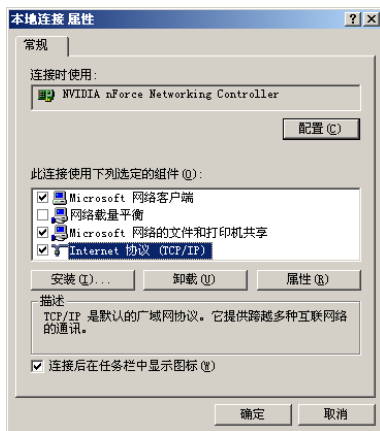 本地连接 属性
常规
连接时使用:
NVIDIA nForce Networking Controller
配置(C)
此连接使用下列选定的组件(O):
Microsoft 网络客户端
网络载量平衡
Microsoft 网络的文件和打印机共享
Internet 协议 (TCP/IP)
安装(I)... 卸载(U) 属性(R)
描述
TCP/IP 是默认的广域网协议。它提供跨越多种互联网络
的通讯。
连接后在任务栏中显示图标(W)
确定 取消